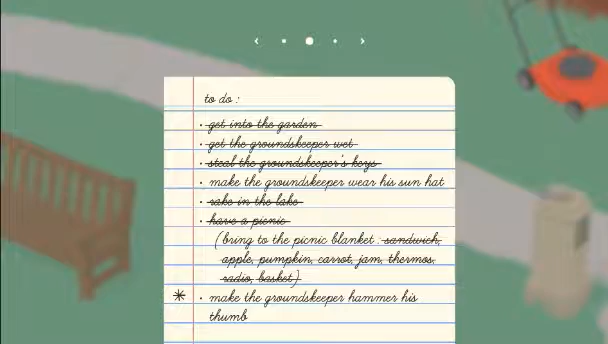 to do :
· get into the garden
· get the groundskeeper wet
· steal the groundskeeper's keys
· make the groundskeeper wear his sun hat
· rake in the lake
· have a picnic
(bring to the picnic blanket: sandwich,
apple, pumpkin, carrot, jam, thermos,
radio, basket)
· make the groundskeeper hammer his
thumb